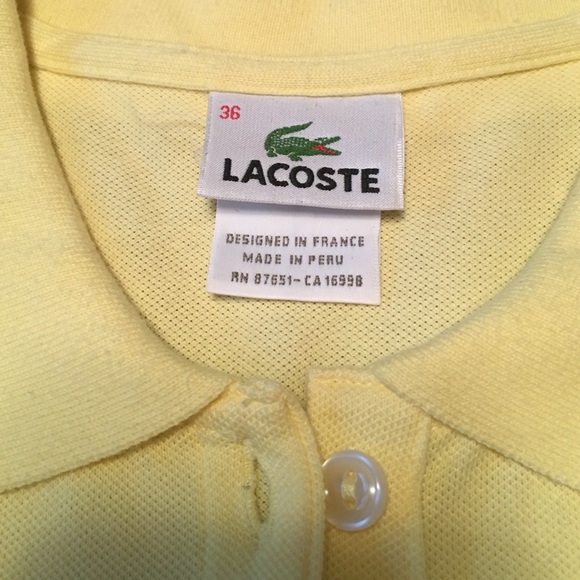 36
LACOSTE
DESIGNED IN FRANCE
MADE IN PERU
RN 87651-CA 16998